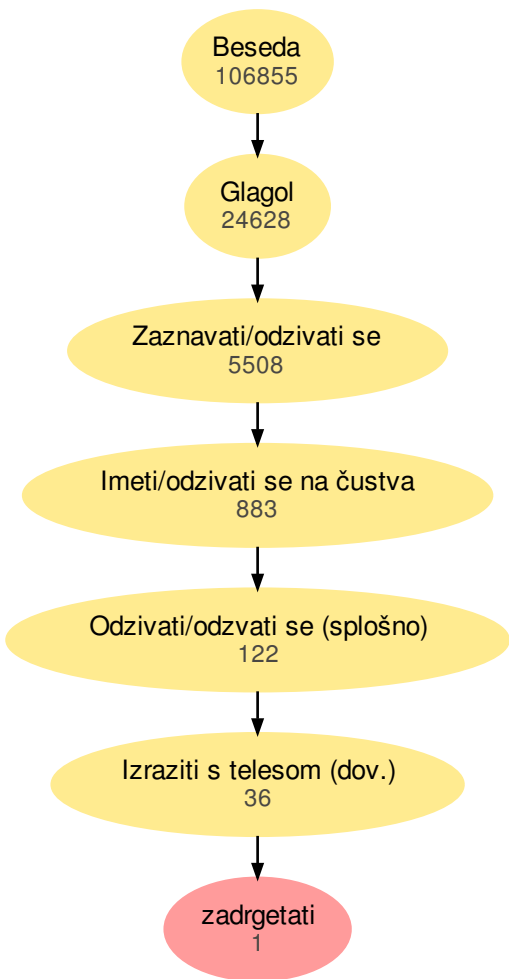 Beseda
106855
Glagol
24628
Zaznavati/odzivati se
5508
Imeti/odzivati se na čustva
883
Odzivati/odzvati se (splošno)
122
Izraziti s telesom (dov.)
36
zadrgetati
1